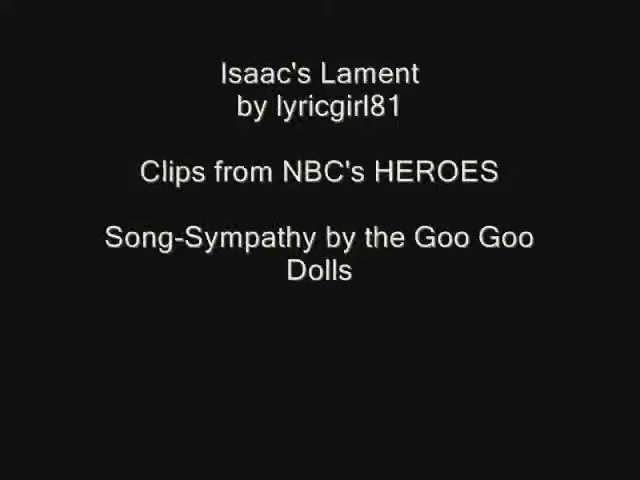 Isaac's Lament
by lyricgirl81
Clips from NBC's HEROES
Song-Sympathy by the Goo Goo
Dolls